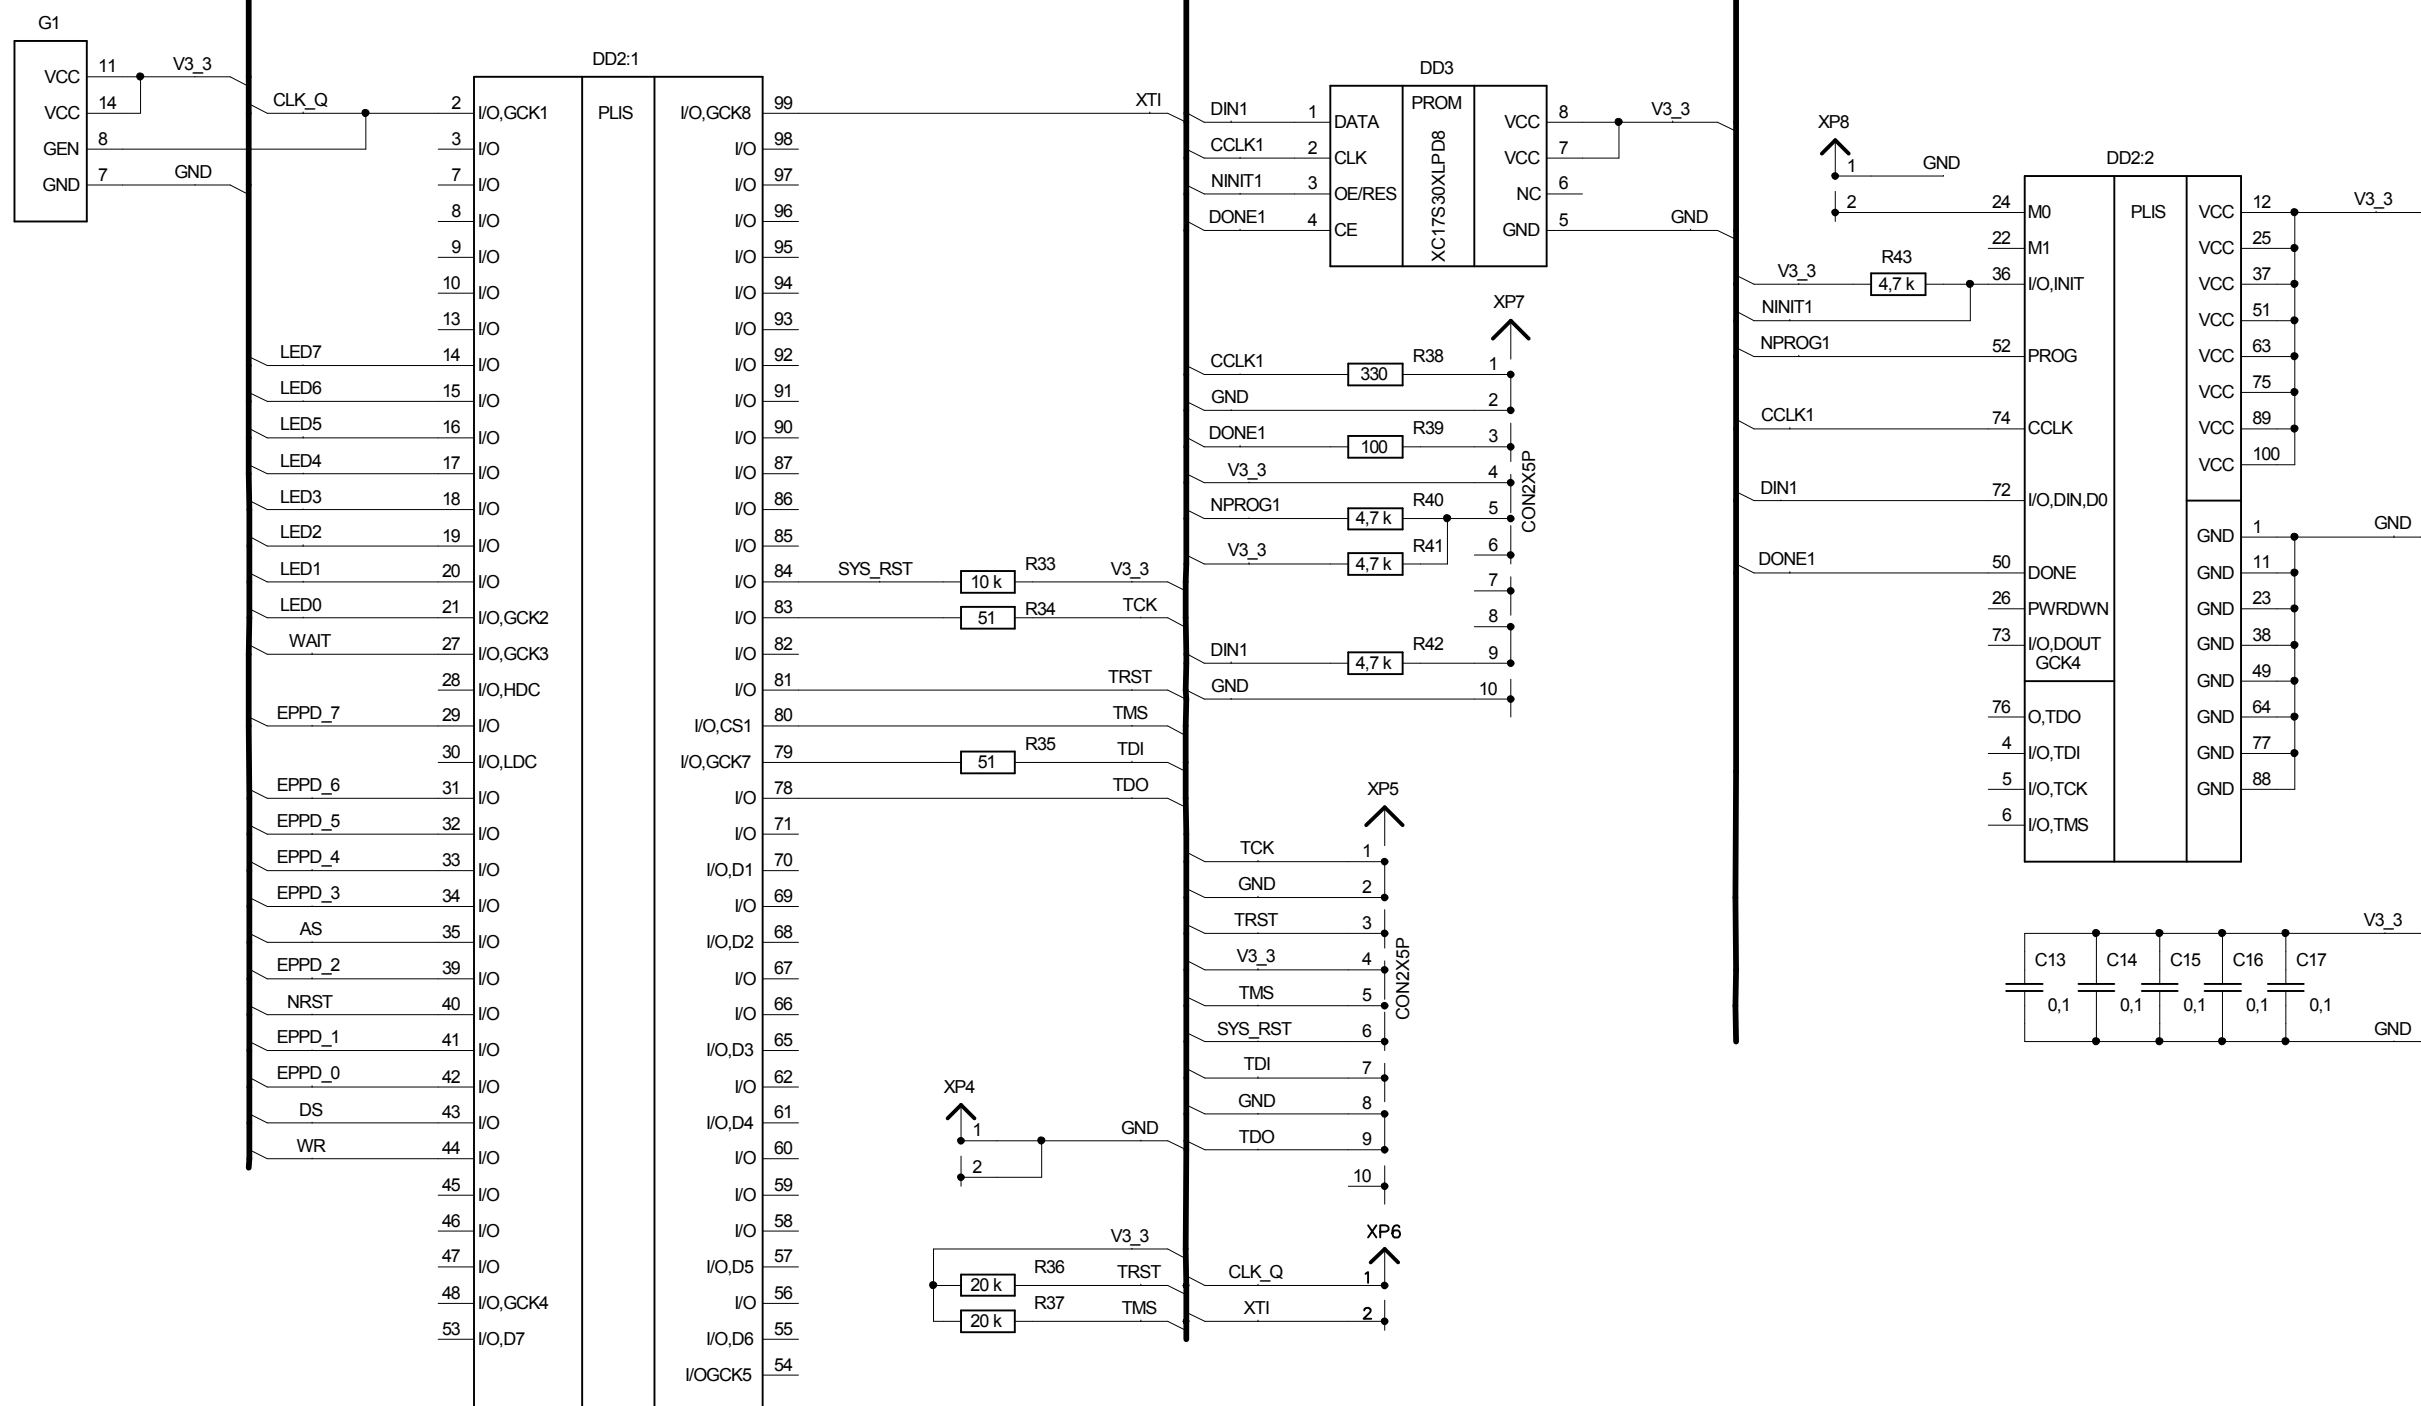 G1
VCC 11 V3_3
VCC 14
GEN 8
GND 7 GND
DD2:1
PLIS
CLK_Q 2 I/O,GCK1
3 I/O
7 I/O
8 I/O
9 I/O
10 I/O
13 I/O
LED7 14 I/O
LED6 15 I/O
LED5 16 I/O
LED4 17 I/O
LED3 18 I/O
LED2 19 I/O
LED1 20 I/O
LED0 21 I/O,GCK2
WAIT 27 I/O,GCK3
28 I/O,HDC
EPPD_7 29 I/O
30 I/O,LDC
EPPD_6 31 I/O
EPPD_5 32 I/O
EPPD_4 33 I/O
EPPD_3 34 I/O
AS 35 I/O
EPPD_2 39 I/O
NRST 40 I/O
EPPD_1 41 I/O
EPPD_0 42 I/O
DS 43 I/O
WR 44 I/O
45 I/O
46 I/O
47 I/O
48 I/O,GCK4
53 I/O,D7
I/O,GCK8 99 XTI
I/O 98
I/O 97
I/O 96
I/O 95
I/O 94
I/O 93
I/O 92
I/O 91
I/O 90
I/O 87
I/O 86
I/O 85
I/O 84 SYS_RST 10 k R33 V3_3
I/O 83 51 R34 TCK
I/O 82
I/O 81 TRST
I/O,CS1 80 TMS
I/O,GCK7 79 51 R35 TDI
I/O 78 TDO
I/O 71
I/O,D1 70
I/O 69
I/O,D2 68
I/O 67
I/O 66
I/O,D3 65
I/O 62
I/O,D4 61
I/O 60
I/O 59
I/O 58
I/O,D5 57
I/O 56
I/O,D6 55
I/OGCK5 54
XP4
1 GND
2
V3_3
20 k R36 TRST
20 k R37 TMS
DD3
PROM
XC17S30XLPD8
DIN1 1 DATA
CCLK1 2 CLK
NINIT1 3 OE/RES
DONE1 4 CE
VCC 8 V3_3
VCC 7
NC 6
GND 5 GND
XP7
CON2X5P
CCLK1 330 R38 1
GND 2
DONE1 100 R39 3
V3_3 4
NPROG1 4,7 k R40 5
V3_3 4,7 k R41 6
7
8
DIN1 4,7 k R42 9
GND 10
XP5
CON2X5P
TCK 1
GND 2
TRST 3
V3_3 4
TMS 5
SYS_RST 6
TDI 7
GND 8
TDO 9
10
XP6
CLK_Q 1
XTI 2
XP8
1 GND
2
DD2:2
PLIS
24 M0
22 M1
V3_3 R43 4,7 k 36 I/O,INIT
NINIT1
NPROG1 52 PROG
CCLK1 74 CCLK
DIN1 72 I/O,DIN,D0
DONE1 50 DONE
26 PWRDWN
73 I/O,DOUT
GCK4
76 O,TDO
4 I/O,TDI
5 I/O,TCK
6 I/O,TMS
VCC 12 V3_3
VCC 25
VCC 37
VCC 51
VCC 63
VCC 75
VCC 89
VCC 100
GND 1 GND
GND 11
GND 23
GND 38
GND 49
GND 64
GND 77
GND 88
V3_3
C13 C14 C15 C16 C17
0,1 0,1 0,1 0,1 0,1
GND